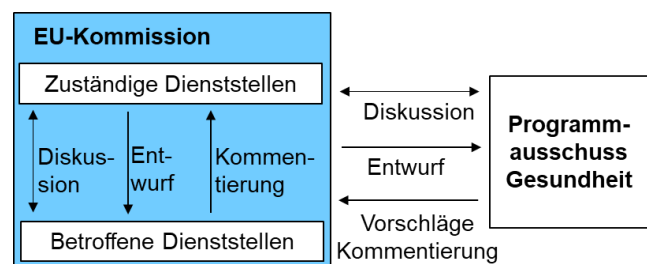 EU-Kommission
Zuständige Dienststellen
Diskus-
sion
Ent-
wurf
Kommen-
tierung
Betroffene Dienststellen
Diskussion
Entwurf
Vorschläge
Kommentierung
Programm-
ausschuss
Gesundheit